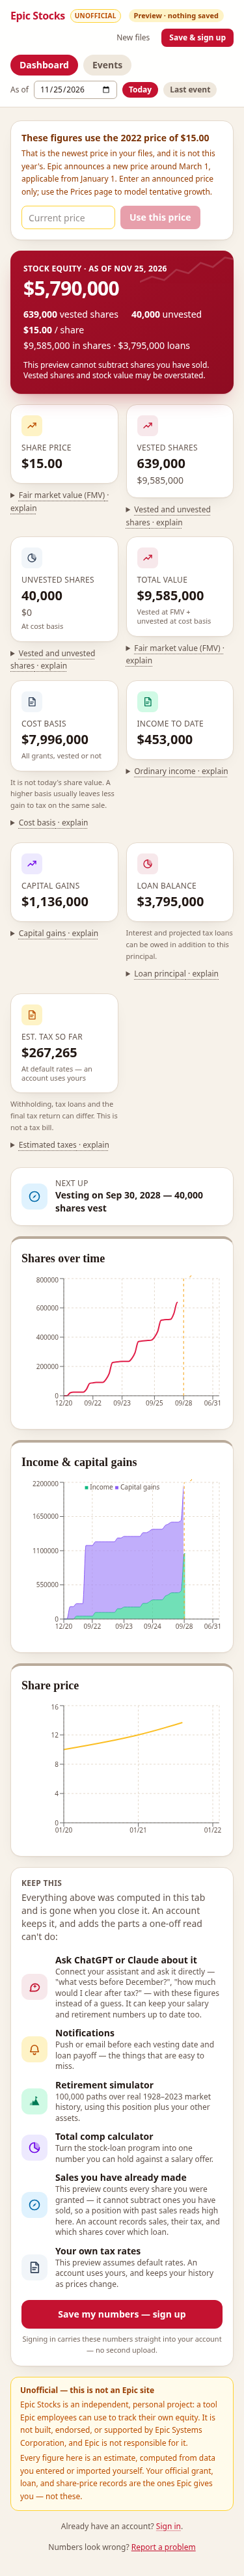 Epic Stocks UNOFFICIAL Preview · nothing saved
New files Save & sign up
Dashboard Events
As of 11/25/2026 Today Last event
These figures use the 2022 price of $15.00
That is the newest price in your files, and it is not this
year's. Epic announces a new price around March 1,
applicable from January 1. Enter an announced price
only; use the Prices page to model tentative growth.
Current price Use this price
STOCK EQUITY · AS OF NOV 25, 2026
$5,790,000
639,000 vested shares 40,000 unvested
$15.00 / share
$9,585,000 in shares · $3,795,000 loans
This preview cannot subtract shares you have sold.
Vested shares and stock value may be overstated.
SHARE PRICE
$15.00
Fair market value (FMV) ·
explain
VESTED SHARES
639,000
$9,585,000
Vested and unvested
shares · explain
UNVESTED SHARES
40,000
$0
At cost basis
Vested and unvested
shares · explain
TOTAL VALUE
$9,585,000
Vested at FMV +
unvested at cost basis
Fair market value (FMV) ·
explain
COST BASIS
$7,996,000
All grants, vested or not
It is not today's share value. A
higher basis usually leaves less
gain to tax on the same sale.
Cost basis · explain
INCOME TO DATE
$453,000
Ordinary income · explain
CAPITAL GAINS
$1,136,000
Capital gains · explain
LOAN BALANCE
$3,795,000
Interest and projected tax loans
can be owed in addition to this
principal.
Loan principal · explain
EST. TAX SO FAR
$267,265
At default rates — an
account uses yours
Withholding, tax loans and the
final tax return can differ. This is
not a tax bill.
Estimated taxes · explain
NEXT UP
Vesting on Sep 30, 2028 — 40,000
shares vest
Shares over time
800000
600000
400000
200000
0
12/20 09/22 09/23 09/25 09/28 06/31
Income & capital gains
2200000
1650000
1100000
550000
0
Income Capital gains
12/20 09/22 09/23 09/24 09/28 06/31
Share price
16
12
8
4
0
01/20 01/21 01/22
KEEP THIS
Everything above was computed in this tab
and is gone when you close it. An account
keeps it, and adds the parts a one-off read
can't do:
Ask ChatGPT or Claude about it
Connect your assistant and ask it directly —
"what vests before December?", "how much
would I clear after tax?" — with these figures
instead of a guess. It can keep your salary
and retirement numbers up to date too.
Notifications
Push or email before each vesting date and
loan payoff — the things that are easy to
miss.
Retirement simulator
100,000 paths over real 1928–2023 market
history, using this position plus your other
assets.
Total comp calculator
Turn the stock-loan program into one
number you can hold against a salary offer.
Sales you have already made
This preview counts every share you were
granted — it cannot subtract ones you have
sold, so a position with past sales reads high
here. An account records sales, their tax, and
which shares cover which loan.
Your own tax rates
This preview assumes default rates. An
account uses yours, and keeps your history
as prices change.
Save my numbers — sign up
Signing in carries these numbers straight into your account
— no second upload.
Unofficial — this is not an Epic site
Epic Stocks is an independent, personal project: a tool
Epic employees can use to track their own equity. It is
not built, endorsed, or supported by Epic Systems
Corporation, and Epic is not responsible for it.
Every figure here is an estimate, computed from data
you entered or imported yourself. Your official grant,
loan, and share-price records are the ones Epic gives
you — not these.
Already have an account? Sign in.
Numbers look wrong? Report a problem